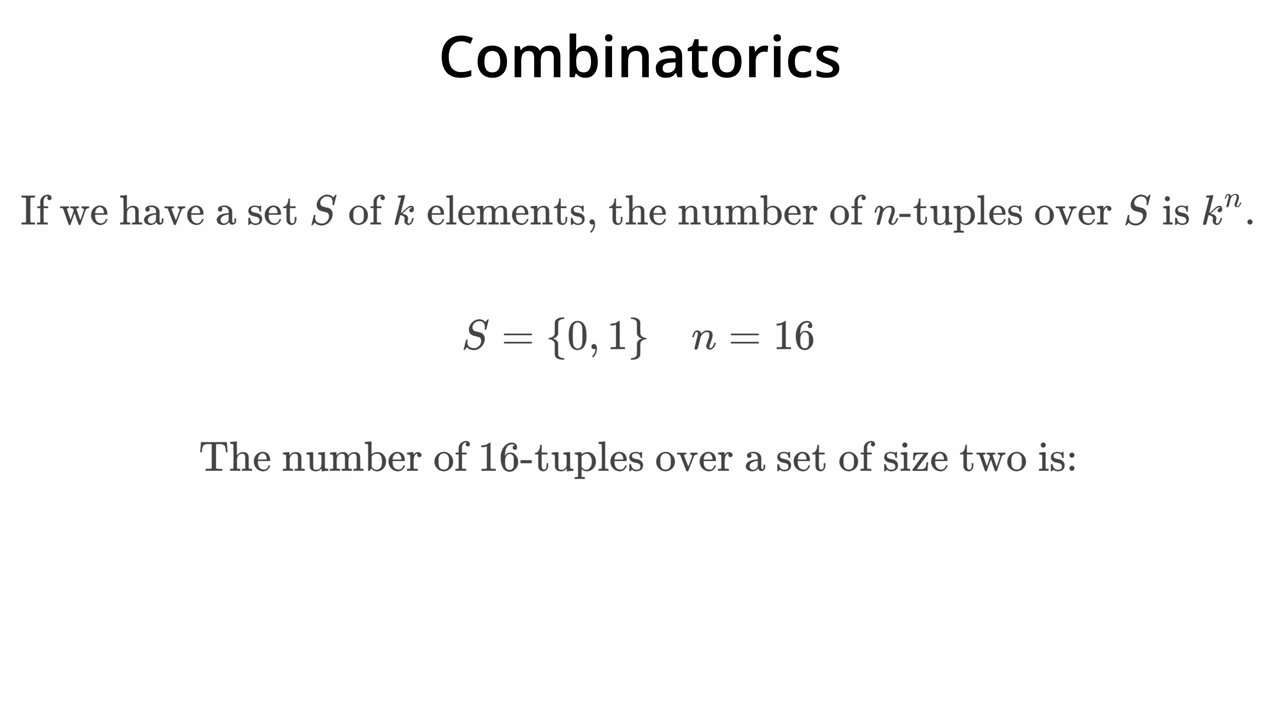 Combinatorics
If we have a set S of k elements, the number of n-tuples over S is kⁿ.
S = {0, 1} n = 16
The number of 16-tuples over a set of size two is: